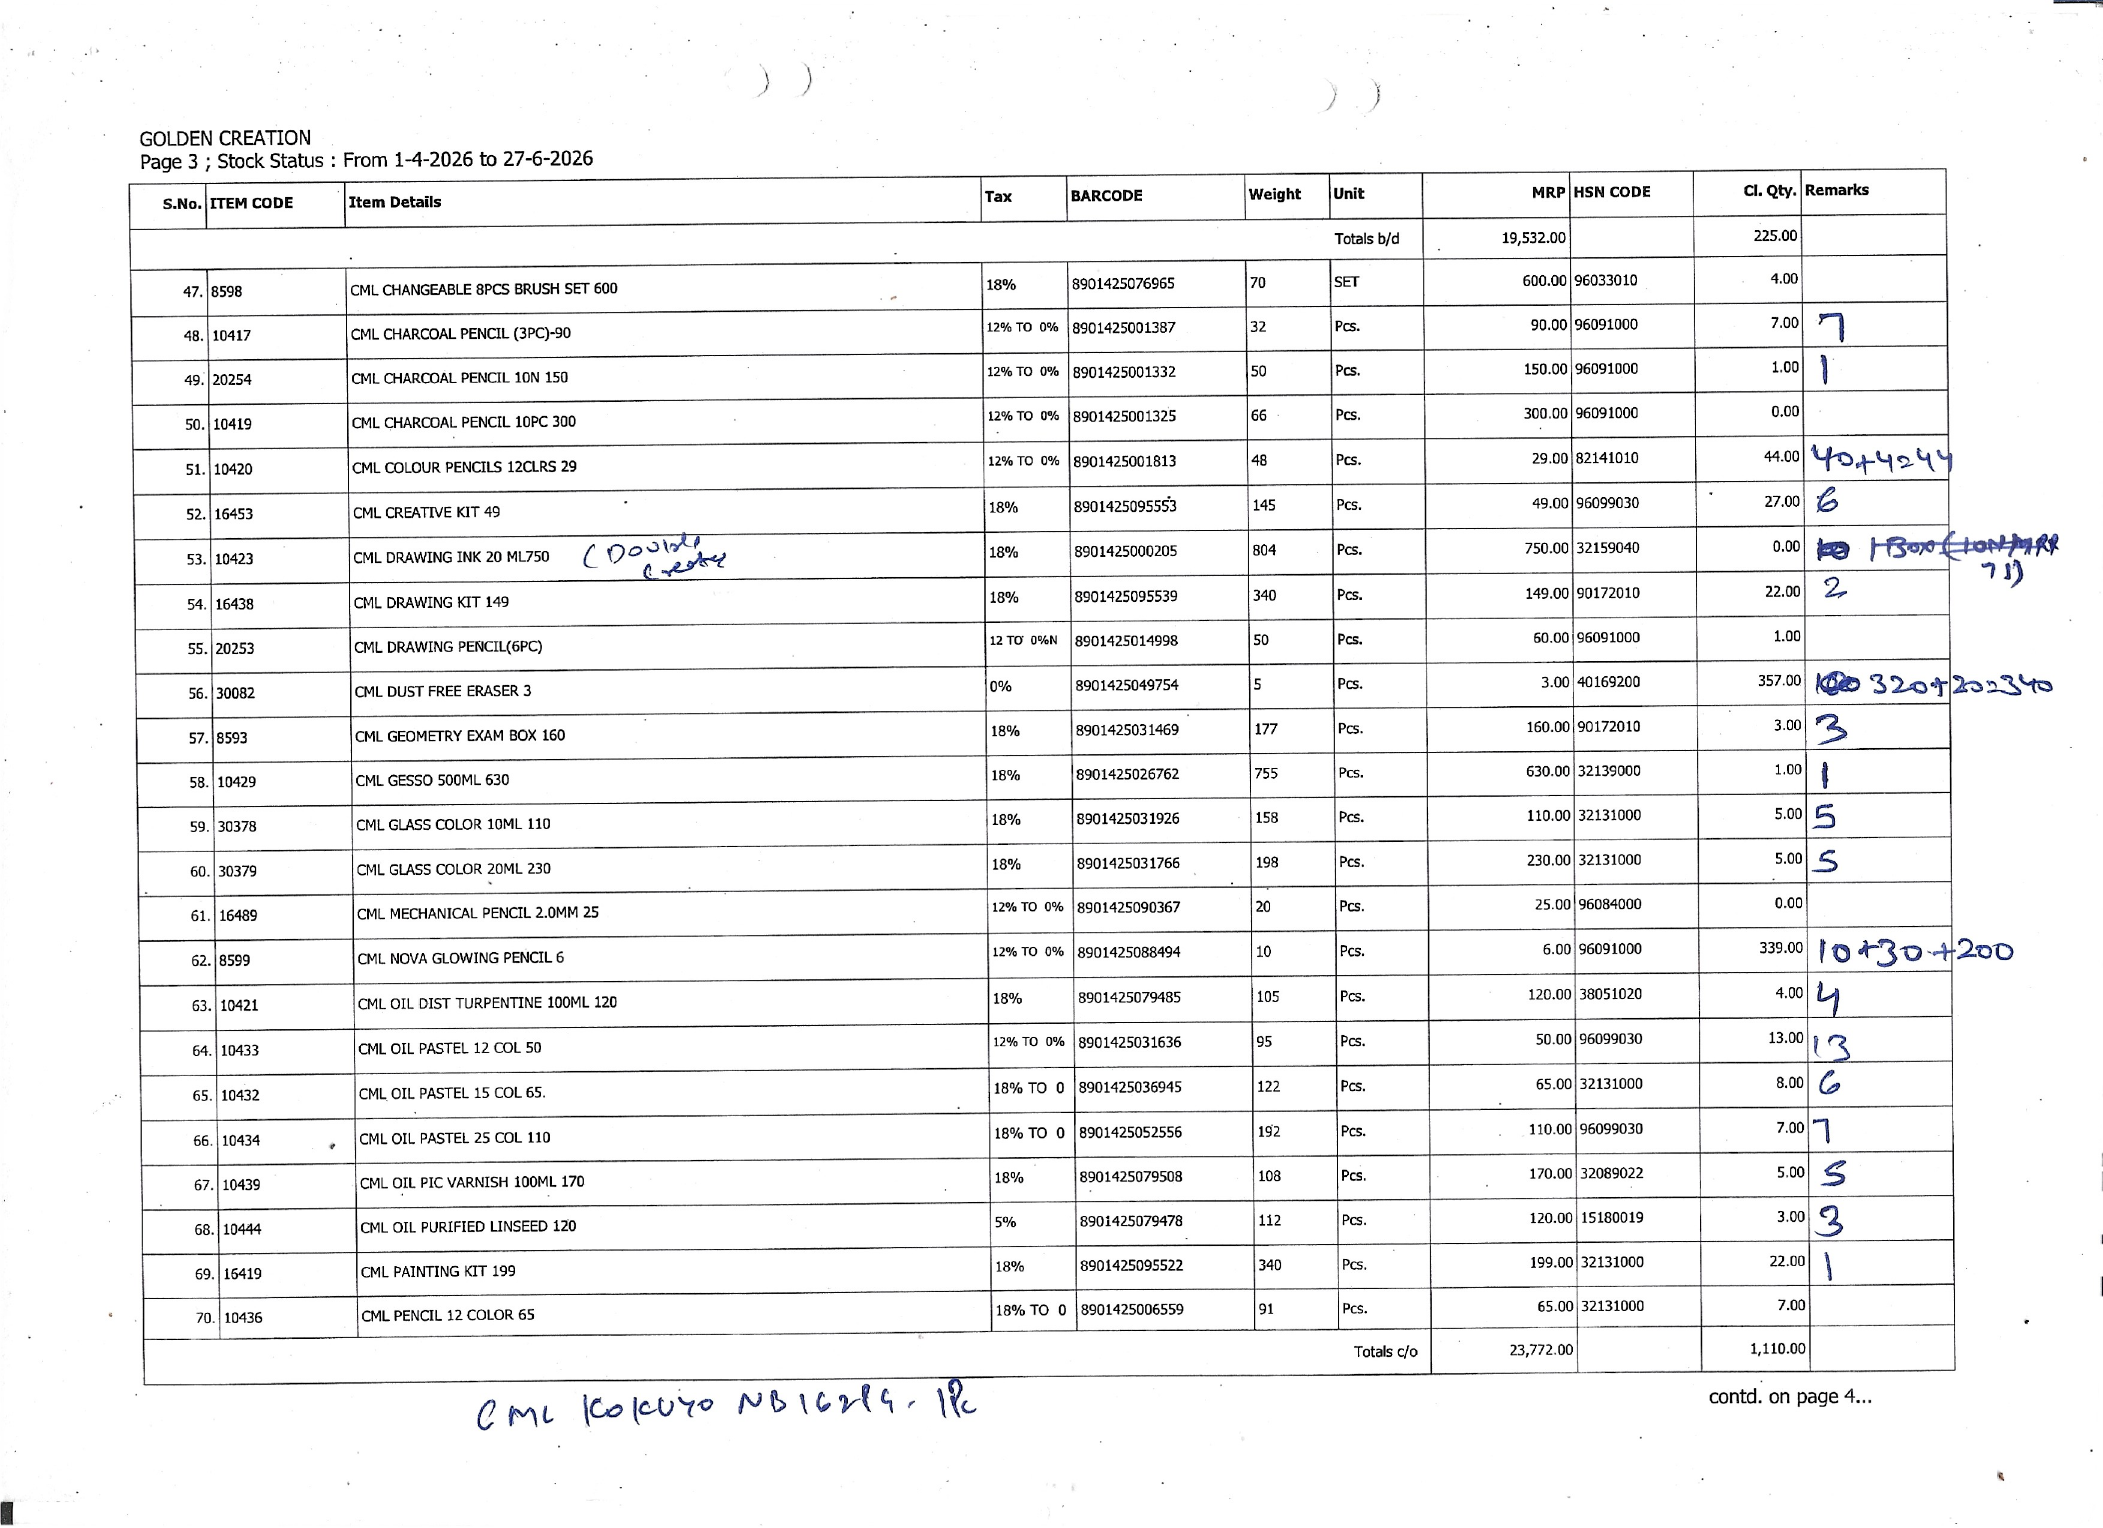 GOLDEN CREATION
Page 3 ; Stock Status : From 1-4-2026 to 27-6-2026
S.No. ITEM CODE Item Details Tax BARCODE Weight Unit MRP HSN CODE Cl. Qty. Remarks
Totals b/d 19,532.00 225.00
47. 8598 CML CHANGEABLE 8PCS BRUSH SET 600 18% 8901425076965 70 SET 600.00 96033010 4.00
48. 10417 CML CHARCOAL PENCIL (3PC)-90 12% TO 0% 8901425001387 32 Pcs. 90.00 96091000 7.00 7
49. 20254 CML CHARCOAL PENCIL 10N 150 12% TO 0% 8901425001332 50 Pcs. 150.00 96091000 1.00 1
50. 10419 CML CHARCOAL PENCIL 10PC 300 12% TO 0% 8901425001325 66 Pcs. 300.00 96091000 0.00
51. 10420 CML COLOUR PENCILS 12CLRS 29 12% TO 0% 8901425001813 48 Pcs. 29.00 82141010 44.00 40+4=44
52. 16453 CML CREATIVE KIT 49 18% 8901425095553 145 Pcs. 49.00 96099030 27.00 6
53. 10423 CML DRAWING INK 20 ML750 (Double 18% 8901425000205 804 Pcs. 750.00 32159040 0.00 1 Box (10N/MRP
75)
54. 16438 CML DRAWING KIT 149 18% 8901425095539 340 Pcs. 149.00 90172010 22.00 2
55. 20253 CML DRAWING PENCIL(6PC) 12 TO 0%N 8901425014998 50 Pcs. 60.00 96091000 1.00
56. 30082 CML DUST FREE ERASER 3 0% 8901425049754 5 Pcs. 3.00 40169200 357.00 320+20=340
57. 8593 CML GEOMETRY EXAM BOX 160 18% 8901425031469 177 Pcs. 160.00 90172010 3.00 3
58. 10429 CML GESSO 500ML 630 18% 8901425026762 755 Pcs. 630.00 32139000 1.00 1
59. 30378 CML GLASS COLOR 10ML 110 18% 8901425031926 158 Pcs. 110.00 32131000 5.00 5
60. 30379 CML GLASS COLOR 20ML 230 18% 8901425031766 198 Pcs. 230.00 32131000 5.00 5
61. 16489 CML MECHANICAL PENCIL 2.0MM 25 12% TO 0% 8901425090367 20 Pcs. 25.00 96084000 0.00
62. 8599 CML NOVA GLOWING PENCIL 6 12% TO 0% 8901425088494 10 Pcs. 6.00 96091000 339.00 10+30+200
63. 10421 CML OIL DIST TURPENTINE 100ML 120 18% 8901425079485 105 Pcs. 120.00 38051020 4.00 4
64. 10433 CML OIL PASTEL 12 COL 50 12% TO 0% 8901425031636 95 Pcs. 50.00 96099030 13.00 13
65. 10432 CML OIL PASTEL 15 COL 65. 18% TO 0 8901425036945 122 Pcs. 65.00 32131000 8.00 6
66. 10434 CML OIL PASTEL 25 COL 110 18% TO 0 8901425052556 192 Pcs. 110.00 96099030 7.00 7
67. 10439 CML OIL PIC VARNISH 100ML 170 18% 8901425079508 108 Pcs. 170.00 32089022 5.00 5
68. 10444 CML OIL PURIFIED LINSEED 120 5% 8901425079478 112 Pcs. 120.00 15180019 3.00 3
69. 16419 CML PAINTING KIT 199 18% 8901425095522 340 Pcs. 199.00 32131000 22.00 1
70. 10436 CML PENCIL 12 COLOR 65 18% TO 0 8901425006559 91 Pcs. 65.00 32131000 7.00
Totals c/o 23,772.00 1,110.00
contd. on page 4...
CML KOKUYO 1Pc